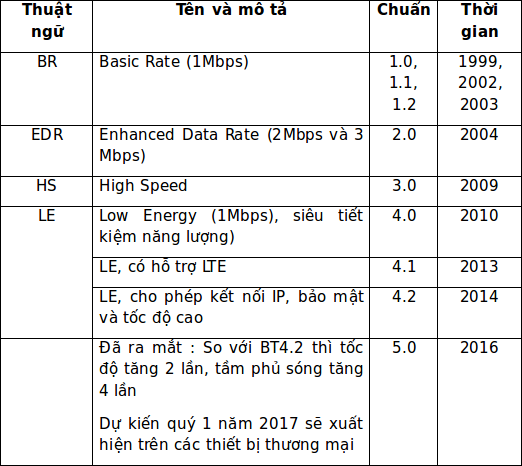 Thuật Tên và mô tả Chuẩn Thời
ngữ gian
BR Basic Rate (1Mbps) 1.0, 1999,
1.1, 2002,
1.2 2003
EDR Enhanced Data Rate (2Mbps và 3 2.0 2004
Mbps)
HS High Speed 3.0 2009
LE Low Energy (1Mbps), siêu tiết 4.0 2010
kiệm năng lượng)
LE, có hỗ trợ LTE 4.1 2013
LE, cho phép kết nối IP, bảo mật 4.2 2014
và tốc độ cao
Đã ra mắt : So với BT4.2 thì tốc 5.0 2016
độ tăng 2 lần, tầm phủ sóng tăng
4 lần
Dự kiến quý 1 năm 2017 sẽ xuất
hiện trên các thiết bị thương mại